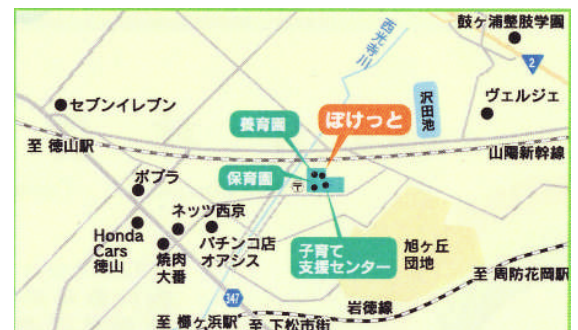 鼓ヶ浦整肢学園
西光寺川
2
沢田池
ヴェルジェ
セブンイレブン
養育園
ぽけっと
至 徳山駅
山陽新幹線
ポプラ
保育園
〒
ネッツ西京
Honda
Cars
徳山
焼肉
大番
パチンコ店
オアシス
子育て
支援センター
旭ヶ丘
団地
至 周防花岡駅
347
岩徳線
至 櫛ヶ浜駅
至 下松市街